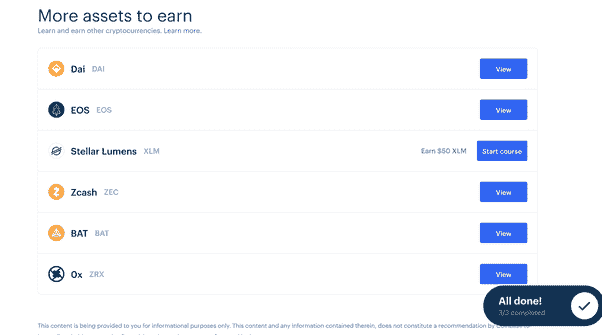 More assets to earn
Learn and earn other cryptocurrencies. Learn more.
Dai DAI View
EOS EOS View
Stellar Lumens XLM Earn $50 XLM Start course
Zcash ZEC View
BAT BAT View
0x ZRX View
All done!
3/3 completed
This content is being provided to you for informational purposes only. This content and any information contained therein, does not constitute a recommendation by